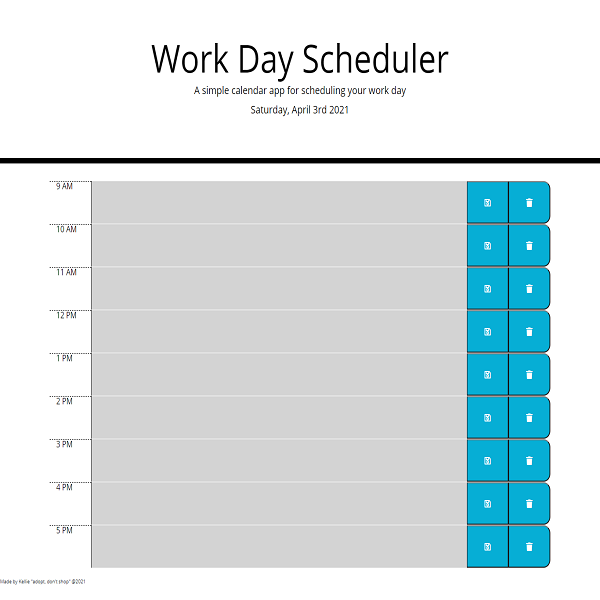 Work Day Scheduler
A simple calendar app for scheduling your work day
Saturday, April 3rd 2021
9 AM
10 AM
11 AM
12 PM
1 PM
2 PM
3 PM
4 PM
5 PM
Made by Kellie "adopt, don't shop" @2021